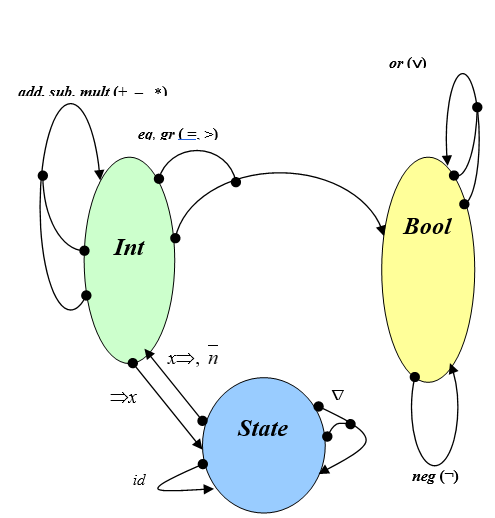 or (∨)
add, sub, mult (+ − *)
eq, gr (=, >)
Bool
Int
x⇒, n̅
⇒x
∇
State
id
neg (¬)